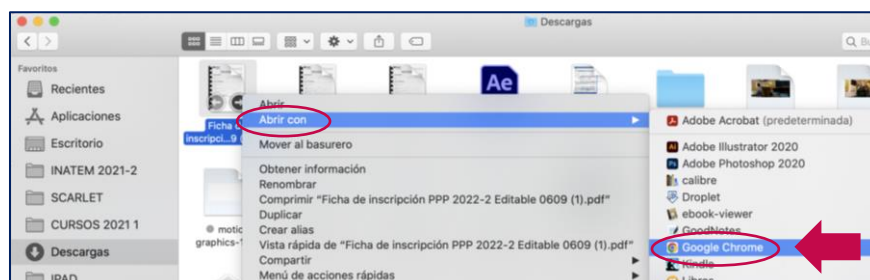 Descargas
Bu
Favoritos
Recientes
Aplicaciones
Escritorio
INATEM 2021-2
SCARLET
CURSOS 2021 1
Descargas
IPAD
Ae
Ficha
inscripci...9
motic
graphics-1
Abrir
Abrir con
Mover al basurero
Obtener información
Renombrar
Comprimir “Ficha de inscripción PPP 2022-2 Editable 0609 (1).pdf”
Duplicar
Crear alias
Vista rápida de “Ficha de inscripción PPP 2022-2 Editable 0609 (1).pdf”
Compartir
Menú de acciones rápidas
Adobe Acrobat (predeterminada)
Adobe Illustrator 2020
Adobe Photoshop 2020
calibre
Droplet
ebook-viewer
GoodNotes
Google Chrome
Kindle
Libros